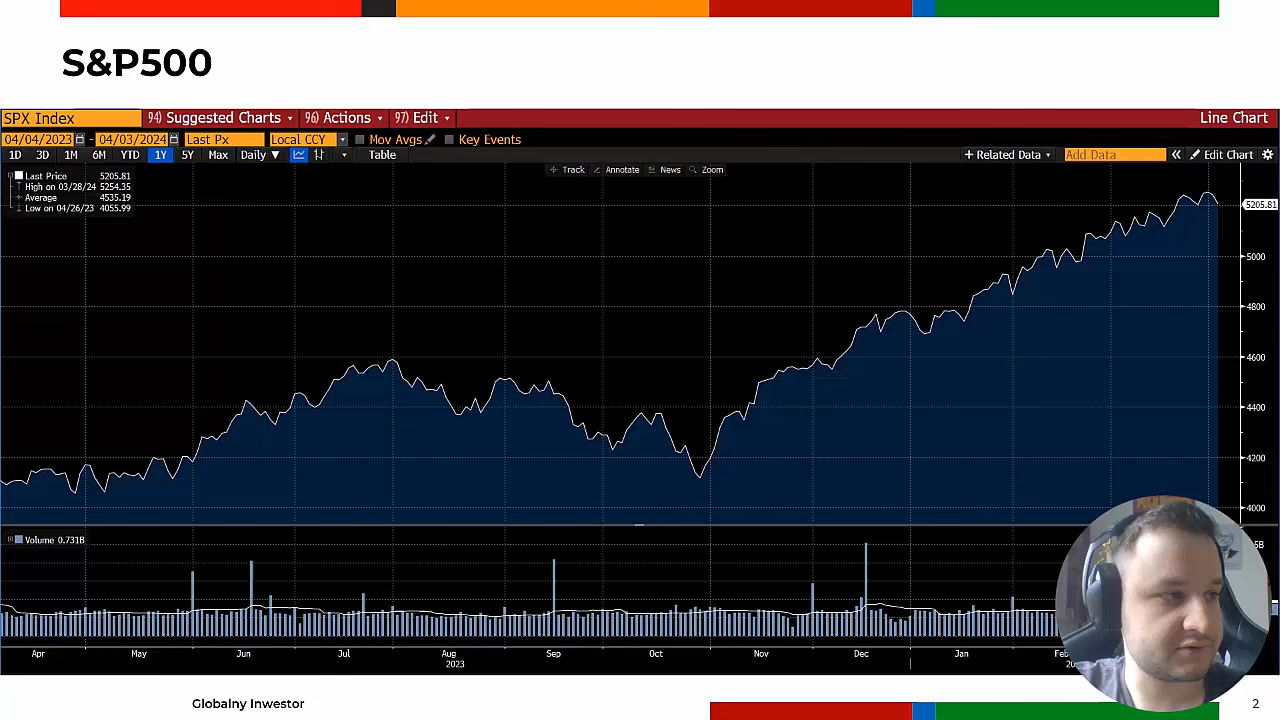 S&P500
SPX Index 94) Suggested Charts 96) Actions 97) Edit Line Chart
04/04/2023 - 04/03/2024 Last Px Local CCY Mov Avgs Key Events
1D 3D 1M 6M YTD 1Y 5Y Max Daily ▼ Table + Related Data Add Data « Edit Chart
Track Annotate News Zoom
Last Price 5205.81
High on 03/28/24 5254.35
Average 4535.19
Low on 04/26/23 4055.99
5205.81
5000
4800
4600
4400
4200
4000
Volume 0.731B
5B
Apr May Jun Jul Aug Sep Oct Nov Dec Jan
2023
Globalny Inwestor 2